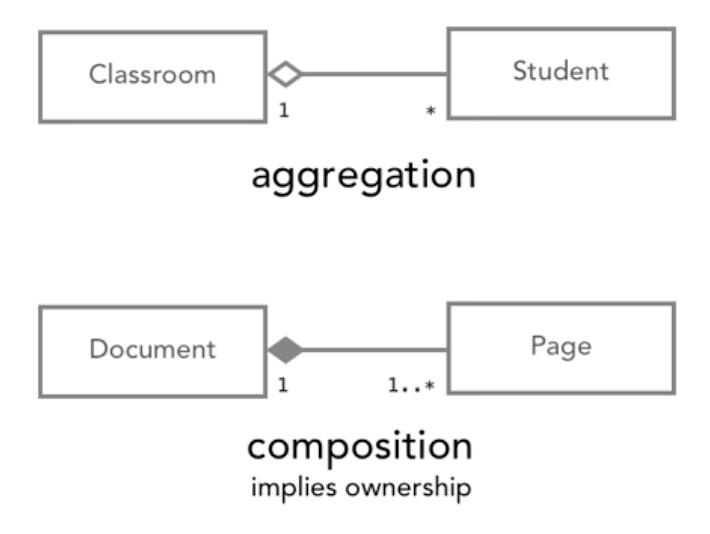 Classroom
Student
1
*
aggregation
Document
Page
1
1..*
composition
implies ownership